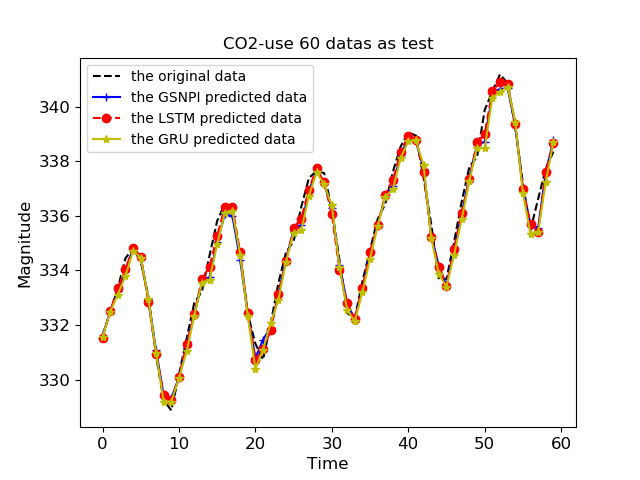 CO2-use 60 datas as test
the original data
the GSNPI predicted data
the LSTM predicted data
the GRU predicted data
Magnitude
340
338
336
334
332
330
0 10 20 30 40 50 60
Time